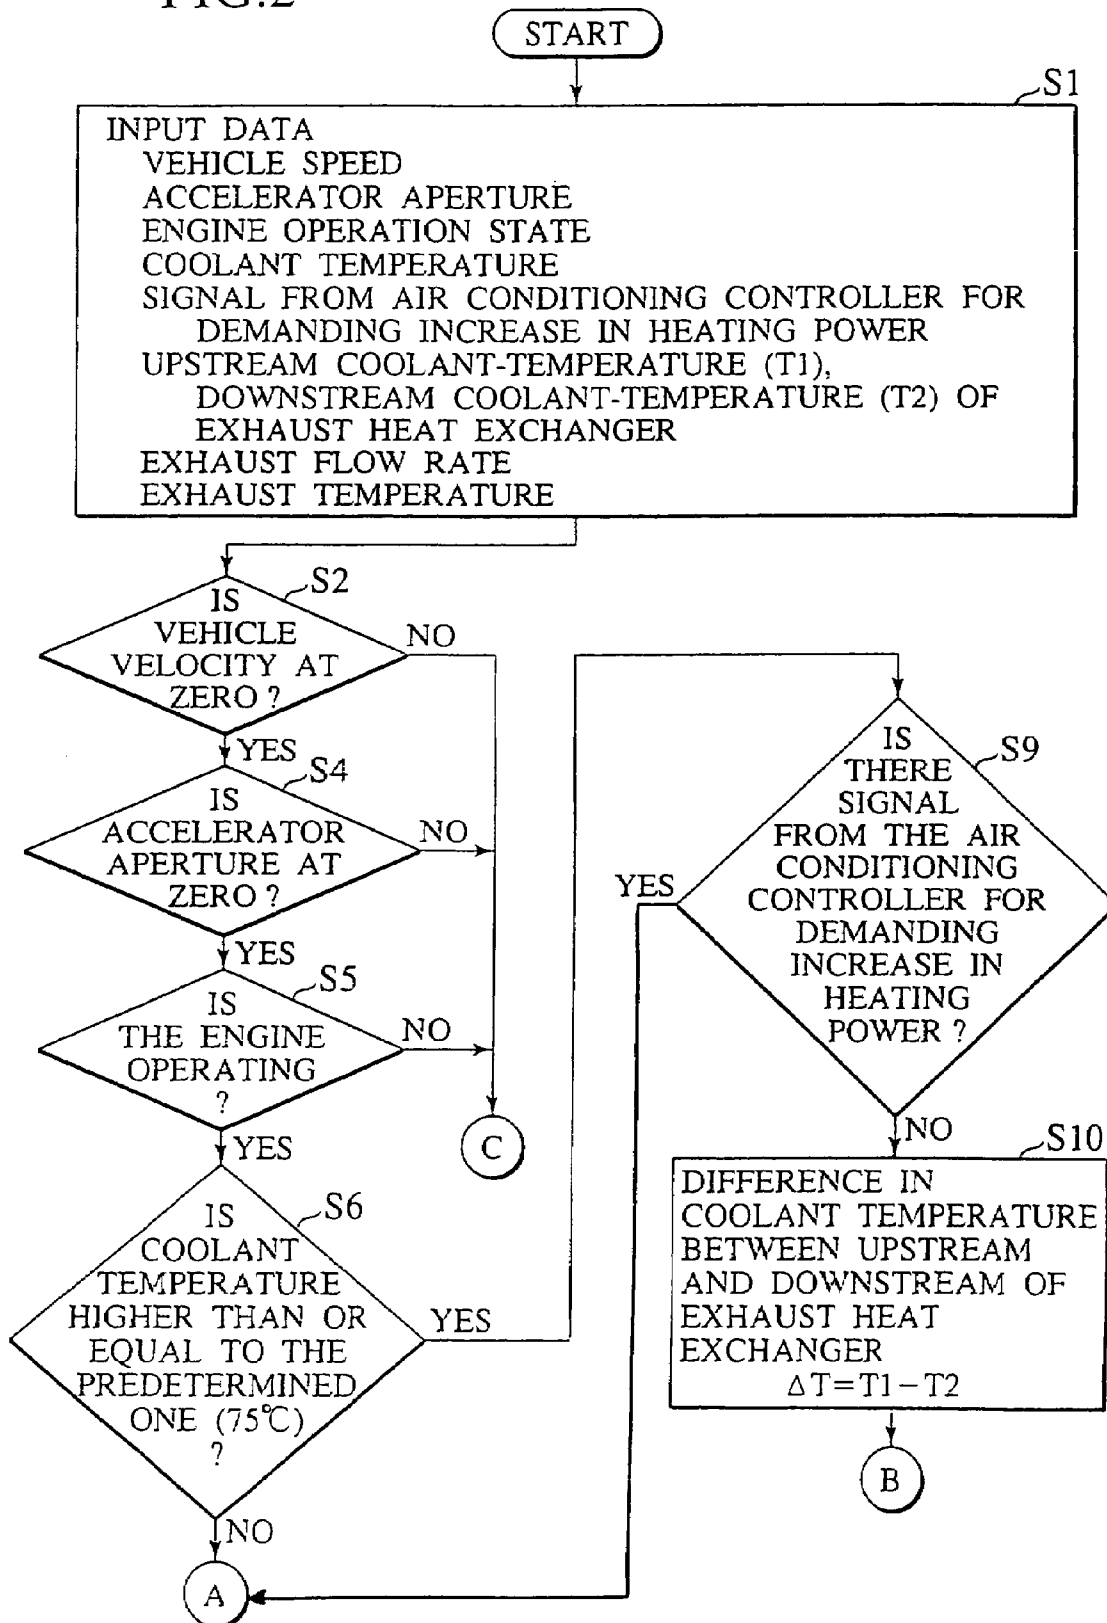 FIG.2
START
S1
INPUT DATA
VEHICLE SPEED
ACCELERATOR APERTURE
ENGINE OPERATION STATE
COOLANT TEMPERATURE
SIGNAL FROM AIR CONDITIONING CONTROLLER FOR
DEMANDING INCREASE IN HEATING POWER
UPSTREAM COOLANT-TEMPERATURE (T1),
DOWNSTREAM COOLANT-TEMPERATURE (T2) OF
EXHAUST HEAT EXCHANGER
EXHAUST FLOW RATE
EXHAUST TEMPERATURE
S2
IS
VEHICLE
VELOCITY AT
ZERO ?
NO
YES
S4
IS
ACCELERATOR
APERTURE AT
ZERO ?
NO
YES
S5
IS
THE ENGINE
OPERATING
?
NO
YES
C
S6
IS
COOLANT
TEMPERATURE
HIGHER THAN OR
EQUAL TO THE
PREDETERMINED
ONE (75℃)
?
YES
NO
A
S9
IS
THERE
SIGNAL
FROM THE AIR
CONDITIONING
CONTROLLER FOR
DEMANDING
INCREASE IN
HEATING
POWER ?
YES
NO
S10
DIFFERENCE IN
COOLANT TEMPERATURE
BETWEEN UPSTREAM
AND DOWNSTREAM OF
EXHAUST HEAT
EXCHANGER
ΔT=T1−T2
B